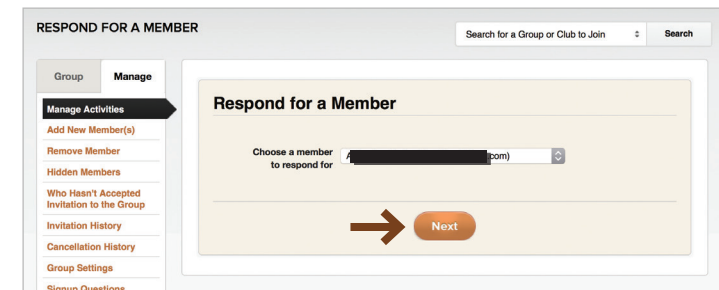 RESPOND FOR A MEMBER
Search for a Group or Club to Join
Search
Group
Manage
Manage Activities
Add New Member(s)
Remove Member
Hidden Members
Who Hasn't Accepted
Invitation to the Group
Invitation History
Cancellation History
Group Settings
Signup Questions
Respond for a Member
Choose a member
to respond for
com)
Next